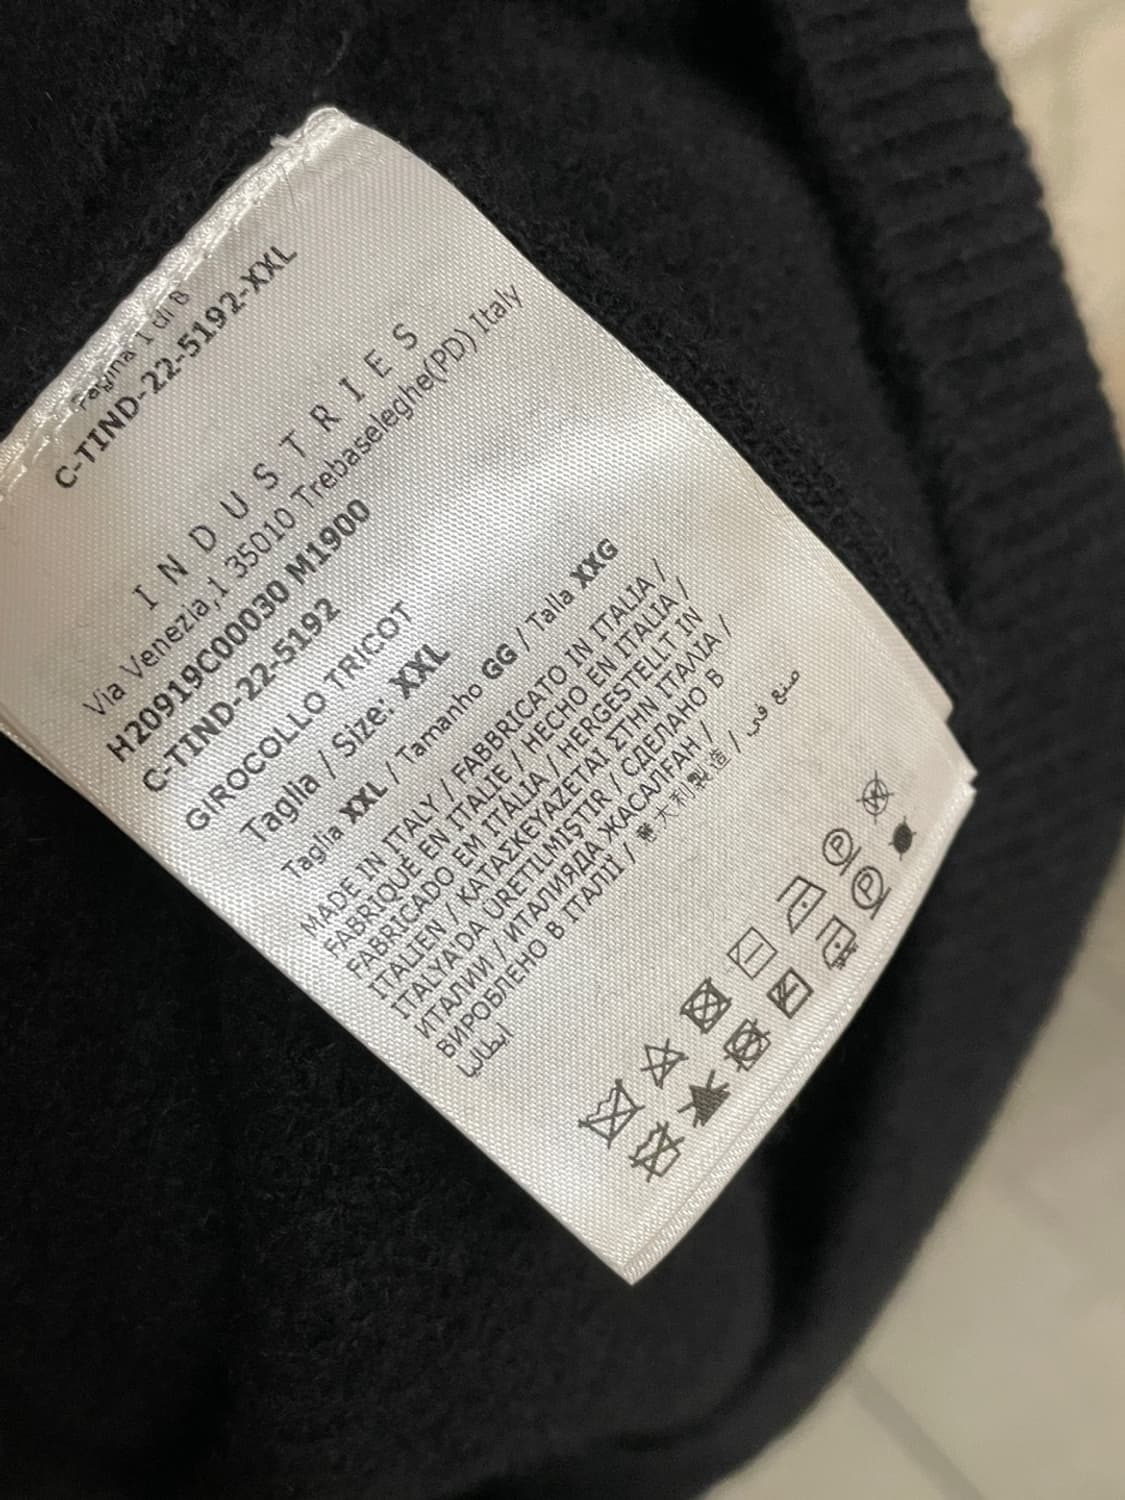 Pagina 1 di 8
C-TIND-22-5192-XXL
INDUSTRIES
Via Venezia,1 35010 Trebaseleghe(PD) Italy
H20919C00030 M1900
C-TIND-22-5192
GIROCOLLO TRICOT
Taglia / Size: XXL
Taglia XXL / Tamanho GG / Talla XXG
MADE IN ITALY / FABBRICATO IN ITALIA /
FABRIQUÉ EN ITALIE / HECHO EN ITALIA /
FABRICADO EM ITÁLIA / HERGESTELLT IN
ITALIEN / ΚΑΤΑΣΚΕΥΑΖΕΤΑΙ ΣΤΗΝ ΙΤΑΛΙΑ /
ITALYA'DA ÜRETİLMİŞTİR / СДЕЛАНО В
ИТАЛИИ / ИТАЛИЯДА ЖАСАЛҒАН /
ВИРОБЛЕНО В ІТАЛІЇ / 意大利製造 / صنع في
ايطاليا
P
P